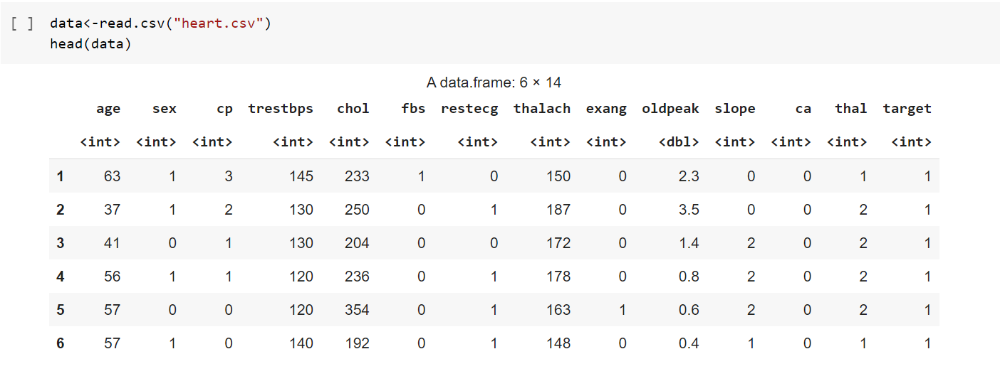 [ ] data<-read.csv("heart.csv")
head(data)
A data.frame: 6 × 14
age sex cp trestbps chol fbs restecg thalach exang oldpeak slope ca thal target
<int> <int> <int> <int> <int> <int> <int> <int> <int> <dbl> <int> <int> <int> <int>
1 63 1 3 145 233 1 0 150 0 2.3 0 0 1 1
2 37 1 2 130 250 0 1 187 0 3.5 0 0 2 1
3 41 0 1 130 204 0 0 172 0 1.4 2 0 2 1
4 56 1 1 120 236 0 1 178 0 0.8 2 0 2 1
5 57 0 0 120 354 0 1 163 1 0.6 2 0 2 1
6 57 1 0 140 192 0 1 148 0 0.4 1 0 1 1